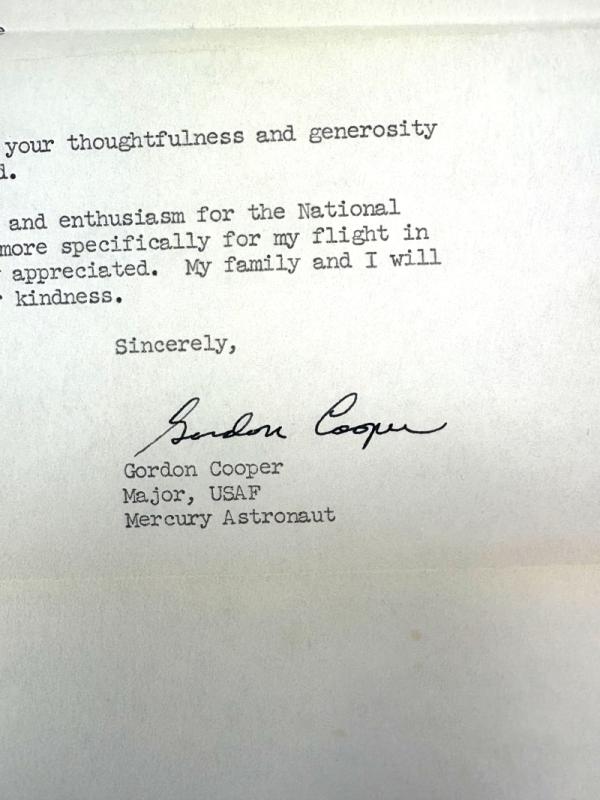 e
your thoughtfulness and generosity
d.
and enthusiasm for the National
more specifically for my flight in
appreciated. My family and I will
kindness.
Sincerely,
Gordon Cooper
Gordon Cooper
Major, USAF
Mercury Astronaut